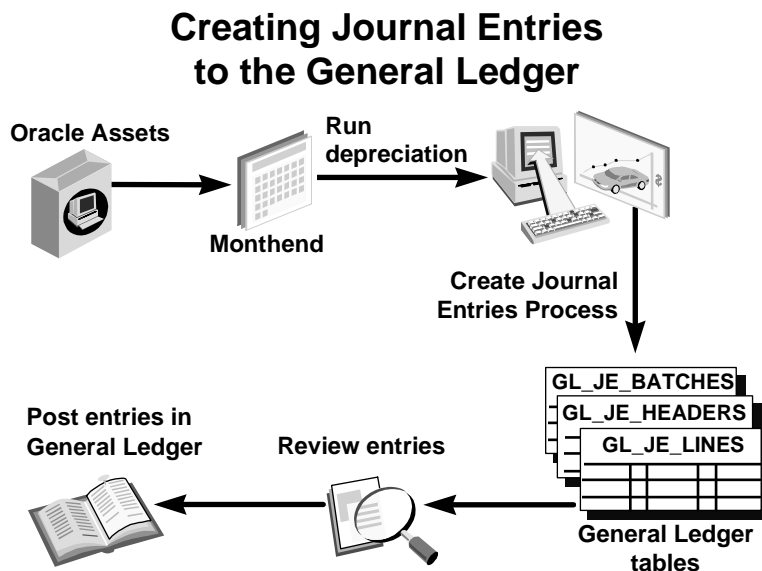 Creating Journal Entries
to the General Ledger
Oracle Assets
Run
depreciation
Monthend
Create Journal
Entries Process
GL_JE_BATCHES
GL_JE_HEADERS
GL_JE_LINES
General Ledger
tables
Review entries
Post entries in
General Ledger